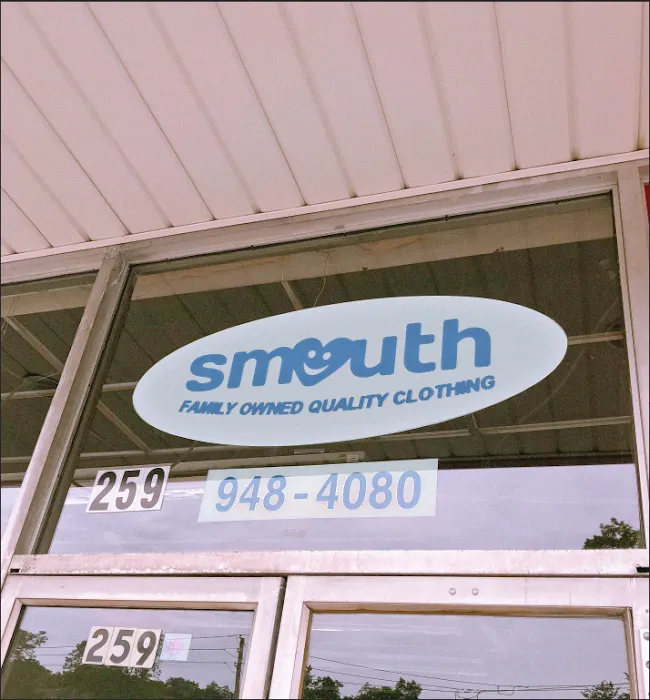 smouth
FAMILY OWNED QUALITY CLOTHING
259
948-4080
259